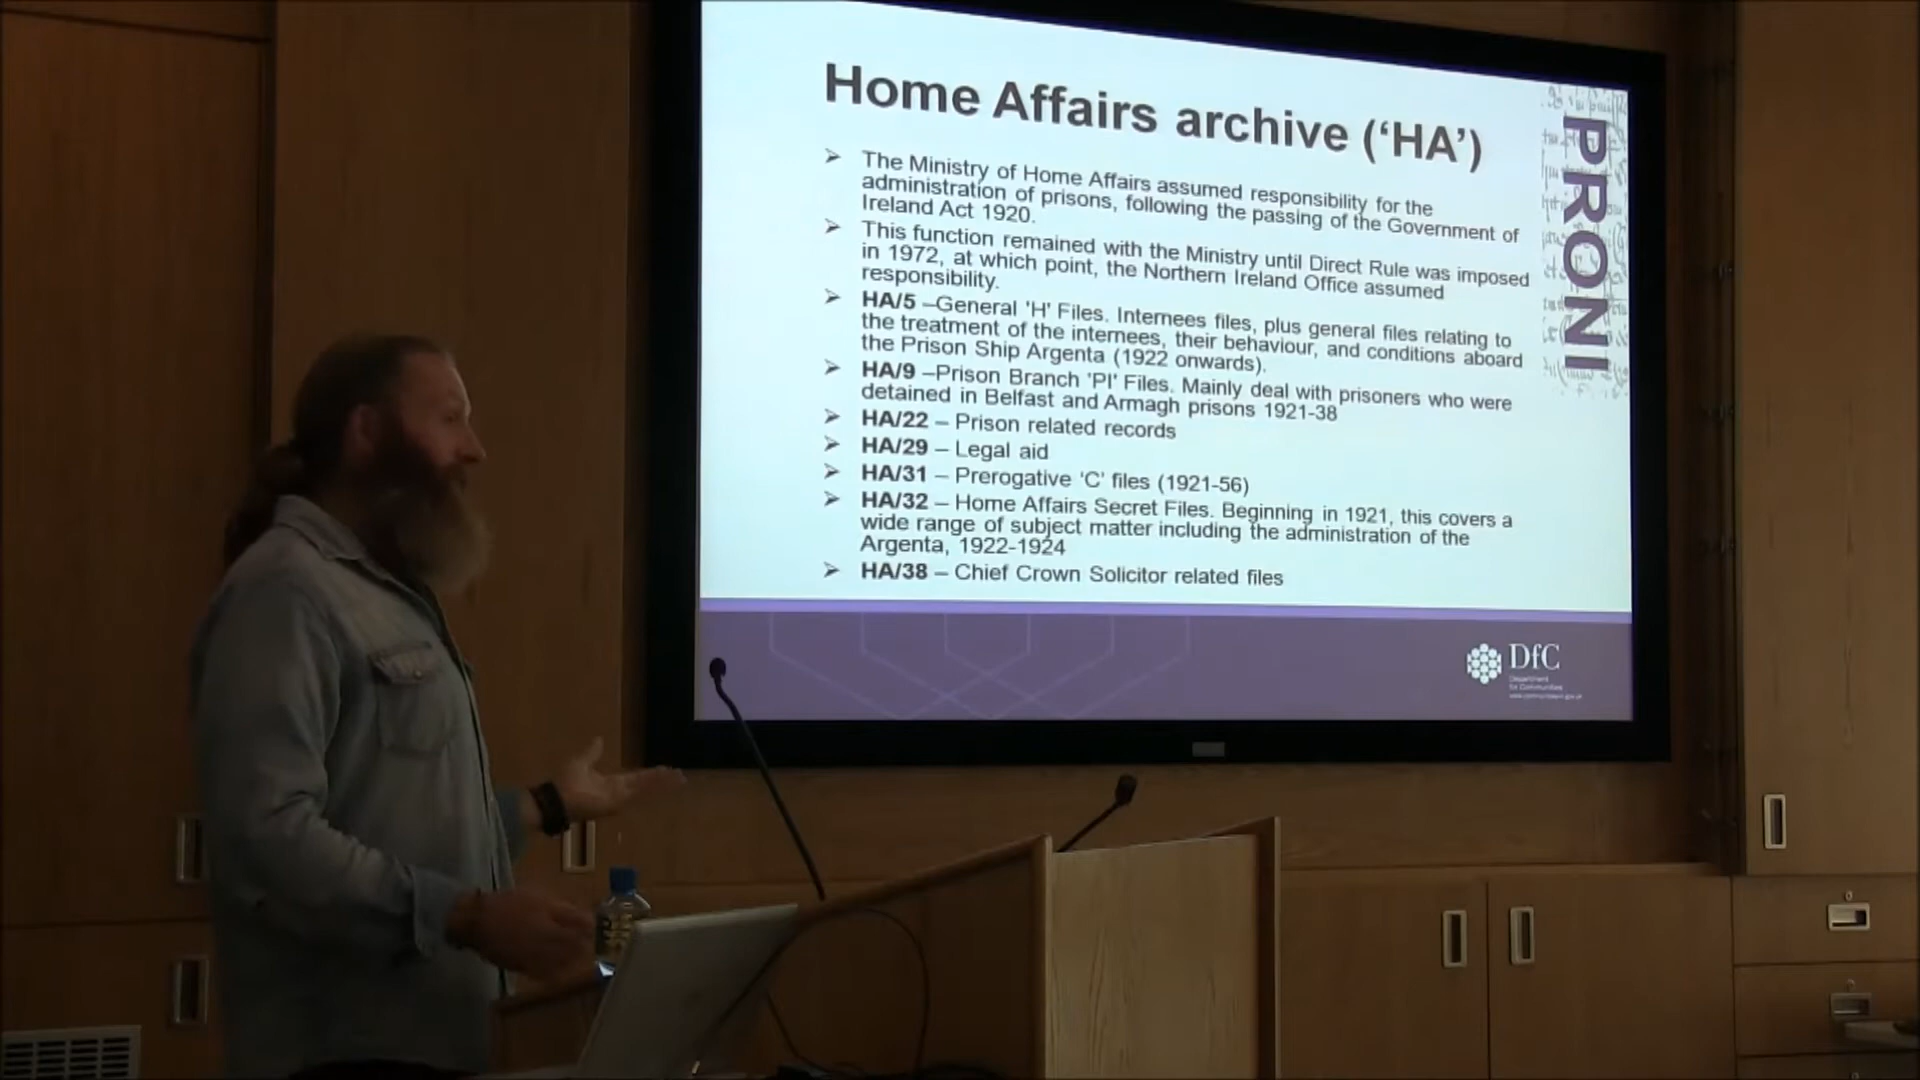 Home Affairs archive (‘HA’)
➢ The Ministry of Home Affairs assumed responsibility for the
administration of prisons, following the passing of the Government of
Ireland Act 1920.
➢ This function remained with the Ministry until Direct Rule was imposed
in 1972, at which point, the Northern Ireland Office assumed
responsibility.
➢ HA/5 –General 'H' Files. Internees files, plus general files relating to
the treatment of the internees, their behaviour, and conditions aboard
the Prison Ship Argenta (1922 onwards).
➢ HA/9 –Prison Branch 'PI' Files. Mainly deal with prisoners who were
detained in Belfast and Armagh prisons 1921-38
➢ HA/22 – Prison related records
➢ HA/29 – Legal aid
➢ HA/31 – Prerogative ‘C’ files (1921-56)
➢ HA/32 – Home Affairs Secret Files. Beginning in 1921, this covers a
wide range of subject matter including the administration of the
Argenta, 1922-1924
➢ HA/38 – Chief Crown Solicitor related files
PRONI
DfC
Department
for Communities